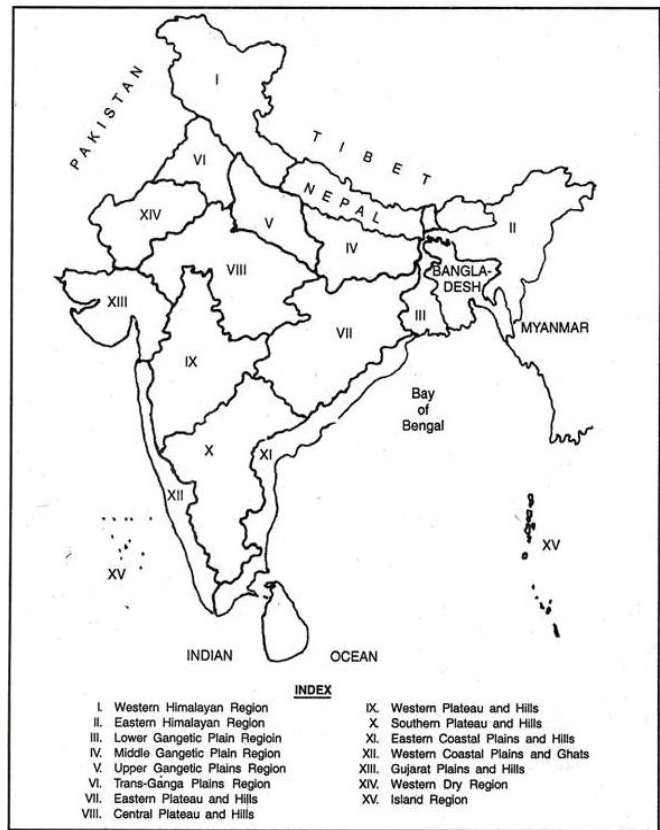 I
PAKISTAN
TIBET
VI
NEPAL
XIV
V
II
IV
VIII
BANGLA-
DESH
XIII
III
VII
MYANMAR
IX
Bay
of
Bengal
X
XI
XII
XV
XV
INDIAN OCEAN
INDEX
I. Western Himalayan Region
II. Eastern Himalayan Region
III. Lower Gangetic Plain Regioin
IV. Middle Gangetic Plain Region
V. Upper Gangetic Plains Region
VI. Trans-Ganga Plains Region
VII. Eastern Plateau and Hills
VIII. Central Plateau and Hills
IX. Western Plateau and Hills
X. Southern Plateau and Hills
XI. Eastern Coastal Plains and Hills
XII. Western Coastal Plains and Ghats
XIII. Gujarat Plains and Hills
XIV. Western Dry Region
XV. Island Region